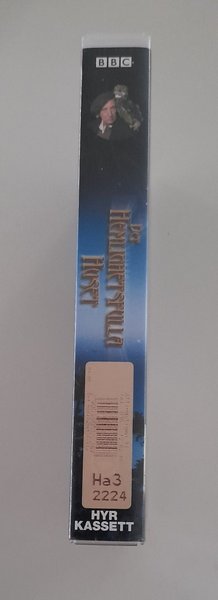 BBC
Det
Hemlighetsfulla
Huset
Ha3
2224
HYR
KASSETT